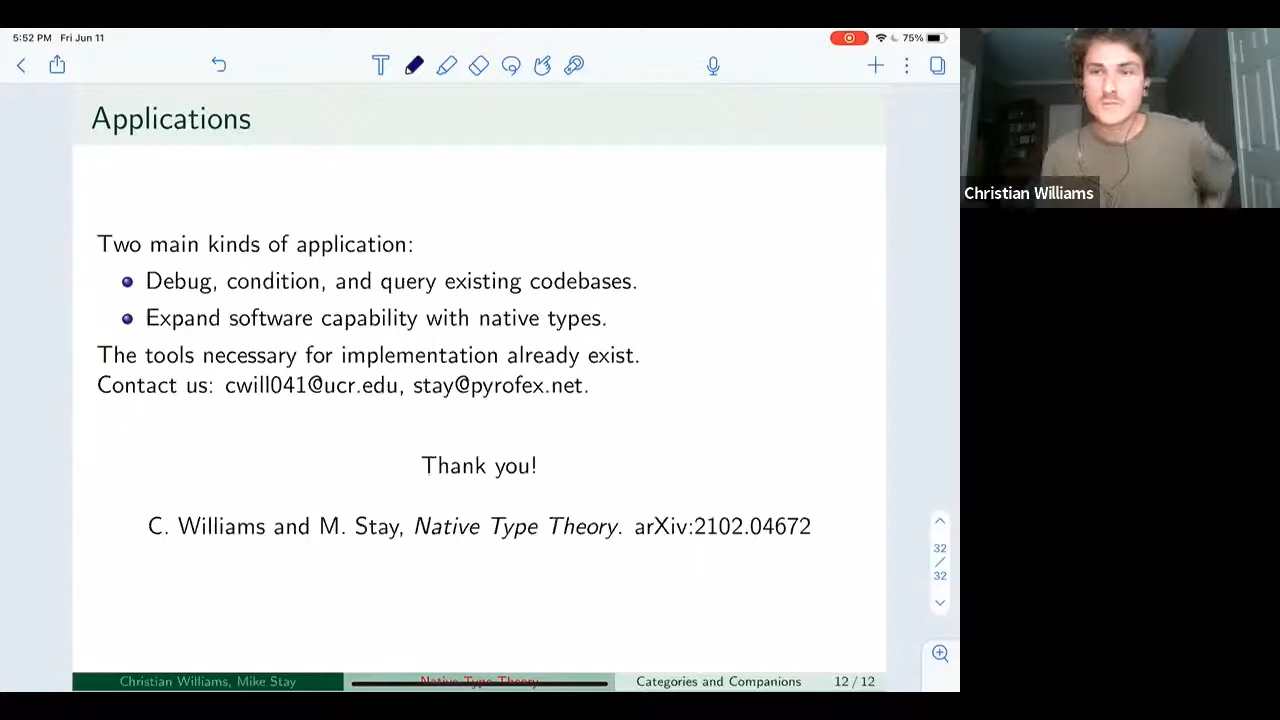 5:52 PM Fri Jun 11
75%
Applications
Two main kinds of application:
Debug, condition, and query existing codebases.
Expand software capability with native types.
The tools necessary for implementation already exist.
Contact us: cwill041@ucr.edu, stay@pyrofex.net.
Thank you!
C. Williams and M. Stay, Native Type Theory. arXiv:2102.04672
32
/
32
Christian Williams, Mike Stay Native Type Theory Categories and Companions 12 / 12
Christian Williams